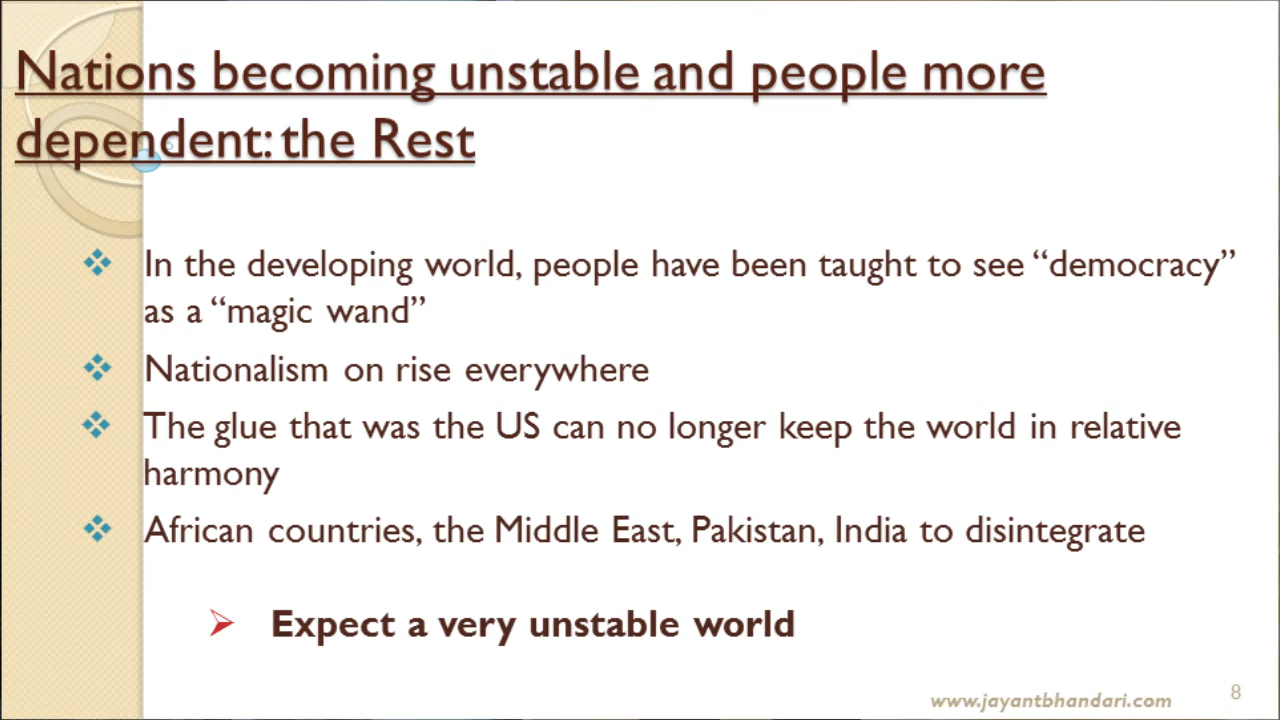 Nations becoming unstable and people more
dependent: the Rest
In the developing world, people have been taught to see “democracy”
as a “magic wand”
Nationalism on rise everywhere
The glue that was the US can no longer keep the world in relative
harmony
African countries, the Middle East, Pakistan, India to disintegrate
Expect a very unstable world
www.jayantbhandari.com
8